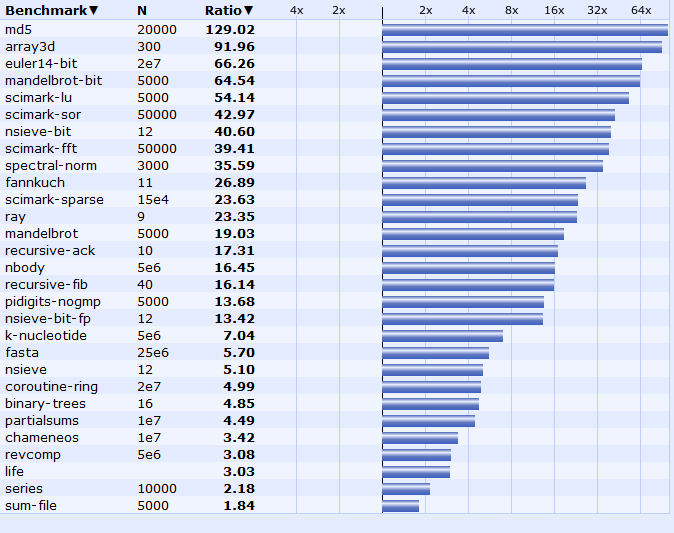 Benchmark▼ N Ratio▼ 4x 2x 2x 4x 8x 16x 32x 64x
md5 20000 129.02
array3d 300 91.96
euler14-bit 2e7 66.26
mandelbrot-bit 5000 64.54
scimark-lu 5000 54.14
scimark-sor 50000 42.97
nsieve-bit 12 40.60
scimark-fft 50000 39.41
spectral-norm 3000 35.59
fannkuch 11 26.89
scimark-sparse 15e4 23.63
ray 9 23.35
mandelbrot 5000 19.03
recursive-ack 10 17.31
nbody 5e6 16.45
recursive-fib 40 16.14
pidigits-nogmp 5000 13.68
nsieve-bit-fp 12 13.42
k-nucleotide 5e6 7.04
fasta 25e6 5.70
nsieve 12 5.10
coroutine-ring 2e7 4.99
binary-trees 16 4.85
partialsums 1e7 4.49
chameneos 1e7 3.42
revcomp 5e6 3.08
life 3.03
series 10000 2.18
sum-file 5000 1.84